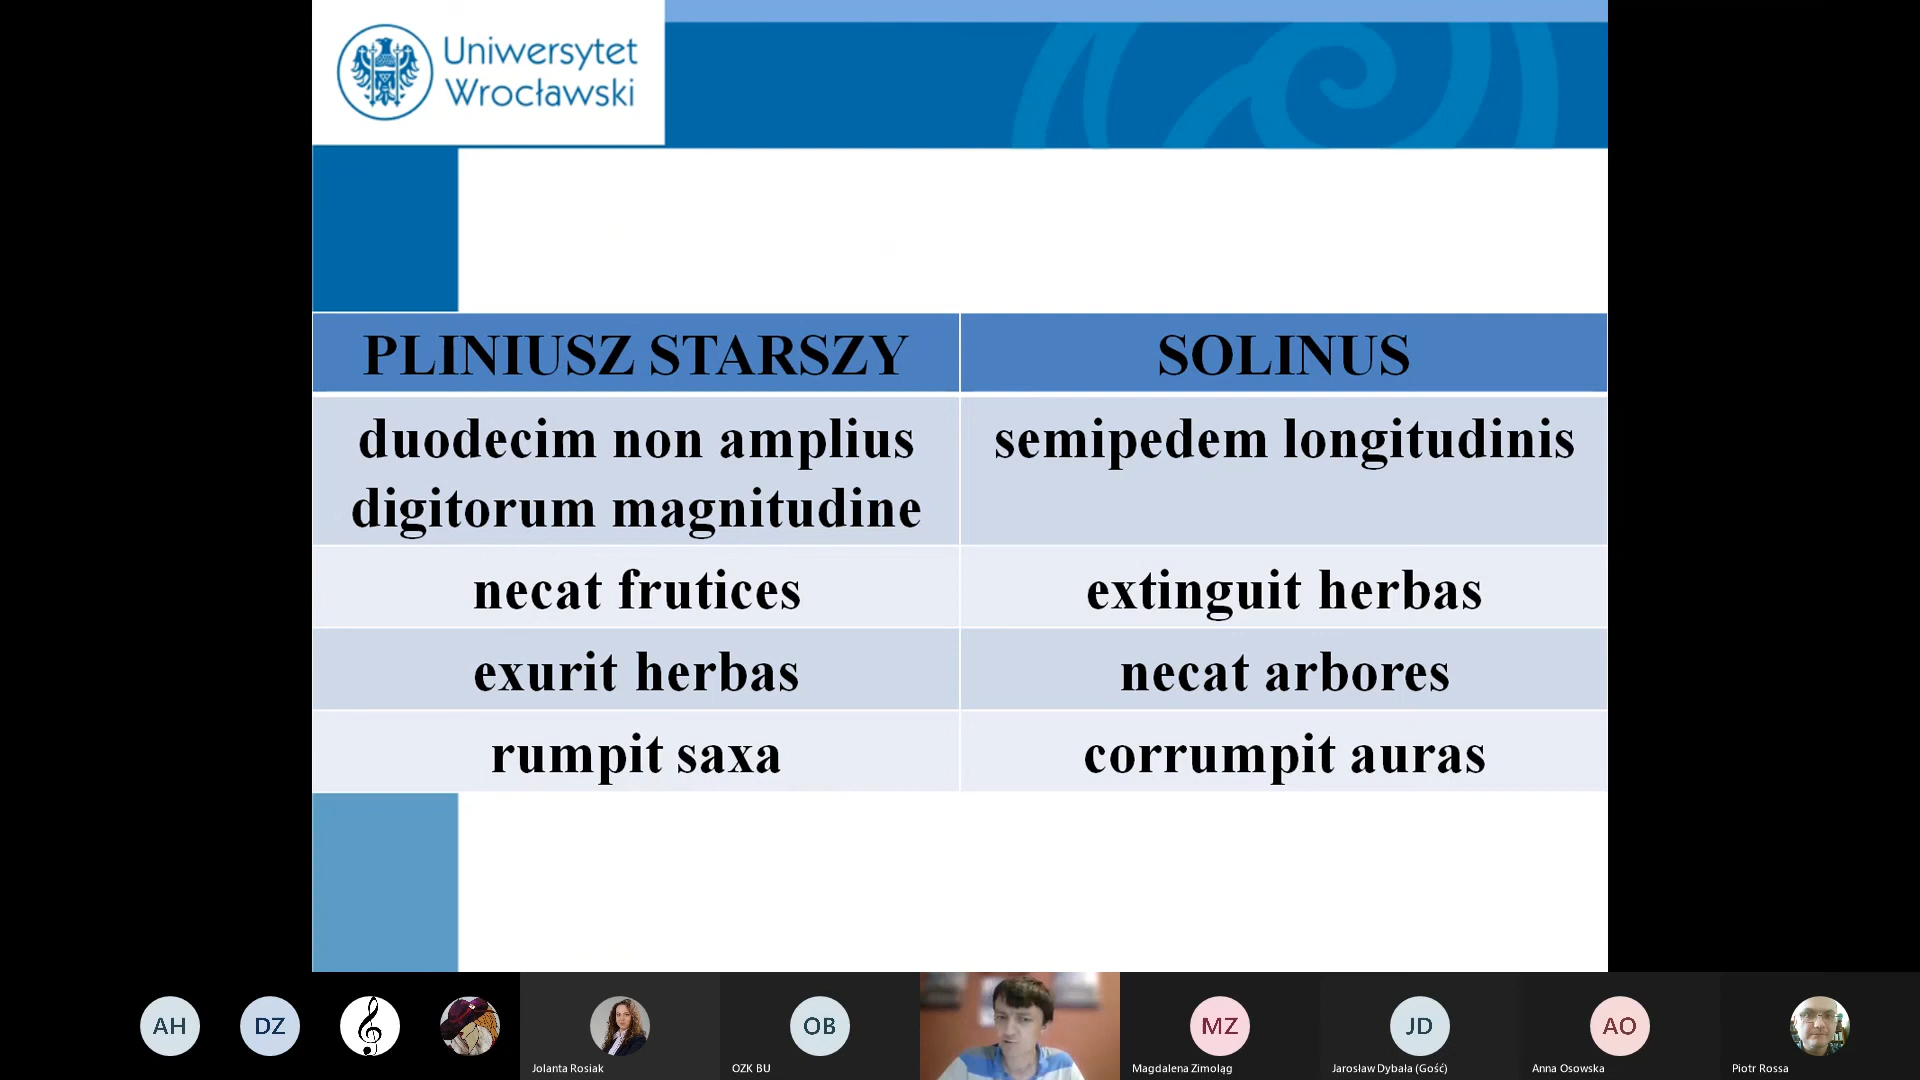 Uniwersytet
Wrocławski
PLINIUSZ STARSZY
SOLINUS
duodecim non amplius
digitorum magnitudine
semipedem longitudinis
necat frutices
extinguit herbas
exurit herbas
necat arbores
rumpit saxa
corrumpit auras
AH
DZ
OB
MZ
JD
AO
Jolanta Rosiak
OZK BU
Magdalena Zimoląg
Jarosław Dybała (Gość)
Anna Osowska
Piotr Rossa